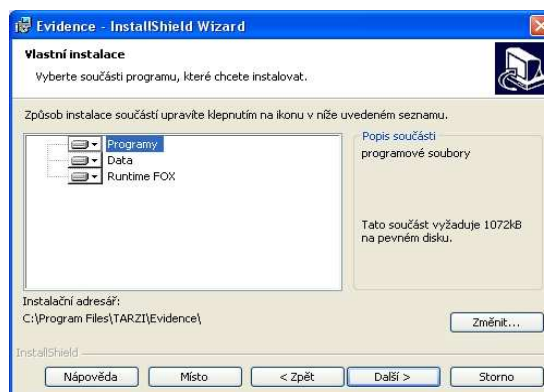 Evidence - InstallShield Wizard
Vlastní instalace
Vyberte součásti programu, které chcete instalovat.
Způsob instalace součástí upravíte klepnutím na ikonu v níže uvedeném seznamu.
Programy
Data
Runtime FOX
Popis součásti
programové soubory
Tato součást vyžaduje 1072kB
na pevném disku.
Instalační adresář:
C:\Program Files\TARZI\Evidence\
Změnit...
InstallShield
Nápověda
Místo
< Zpět
Další >
Storno